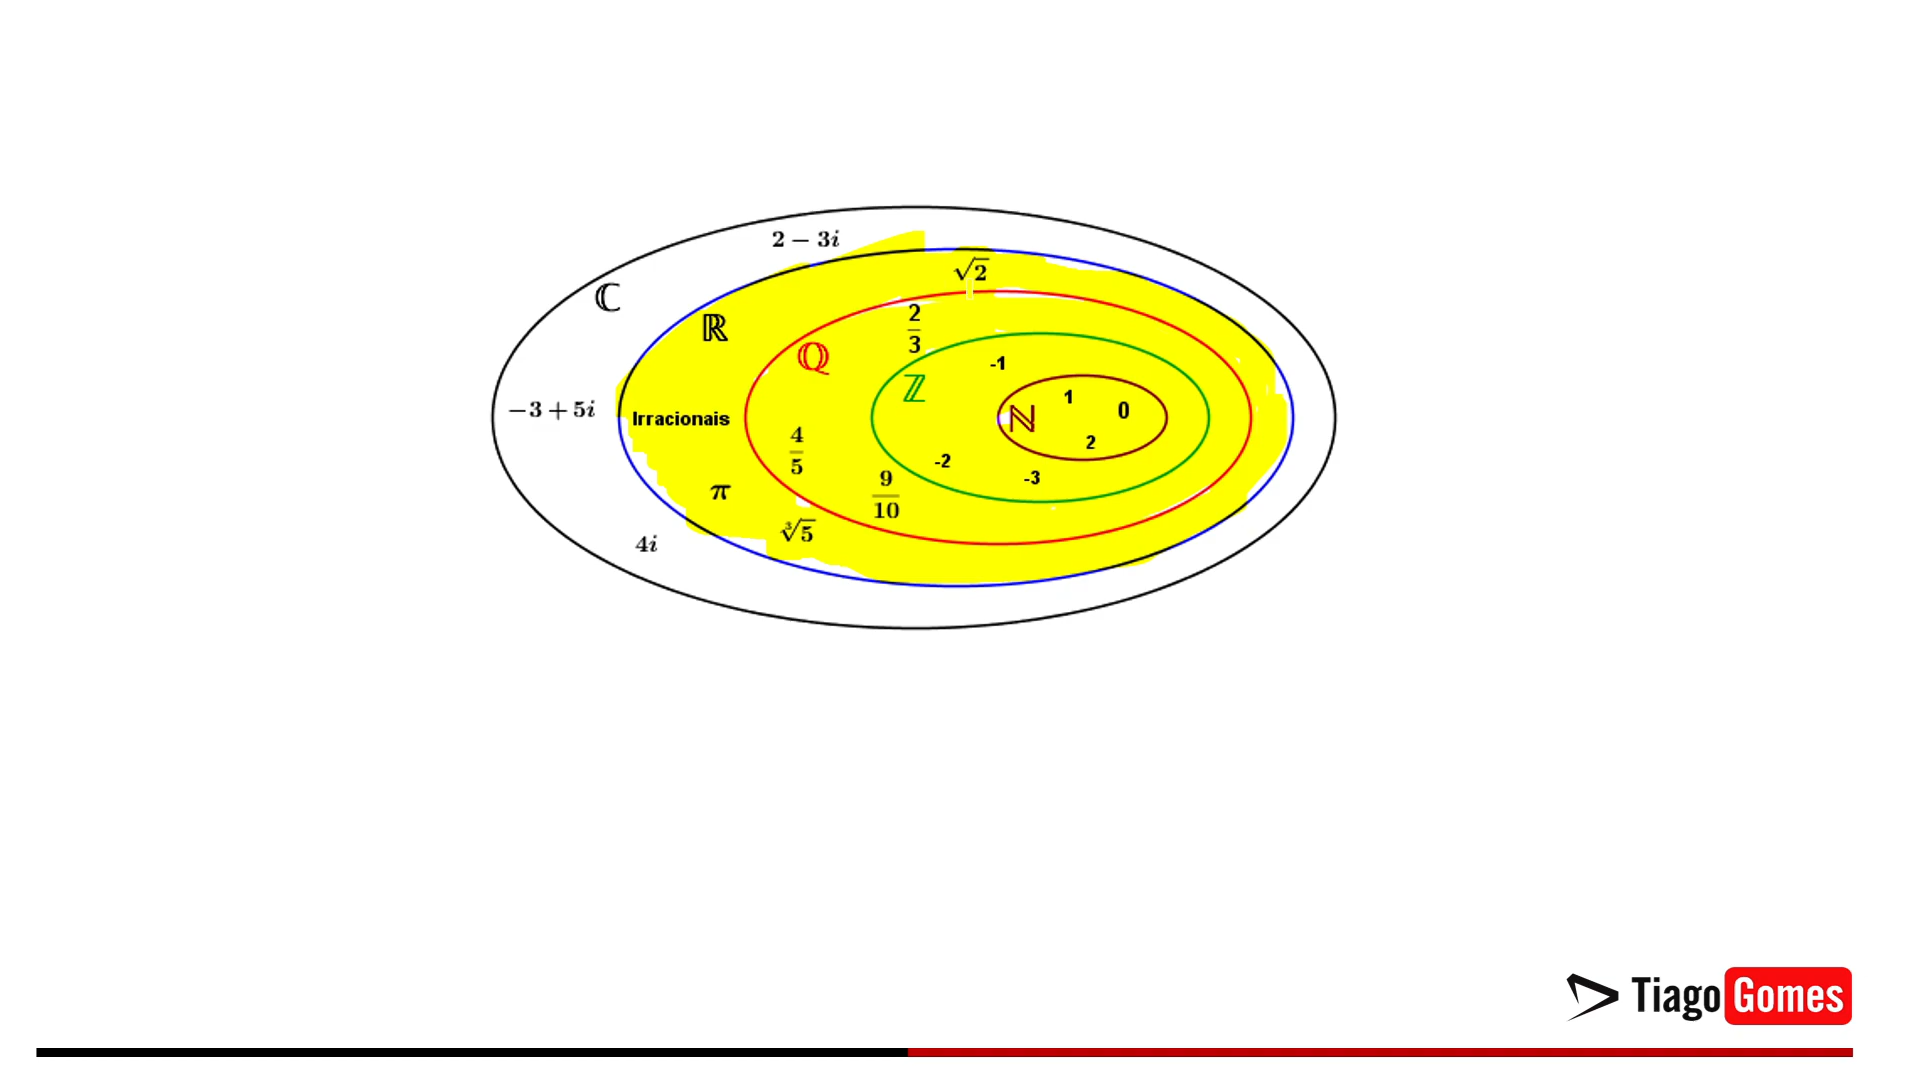 2 − 3i
√2
ℂ
ℝ
2/3
ℚ
-1
ℤ
1
0
−3 + 5i
Irracionais
ℕ
4/5
2
-2
-3
π
9/10
∛5
4i
Tiago Gomes